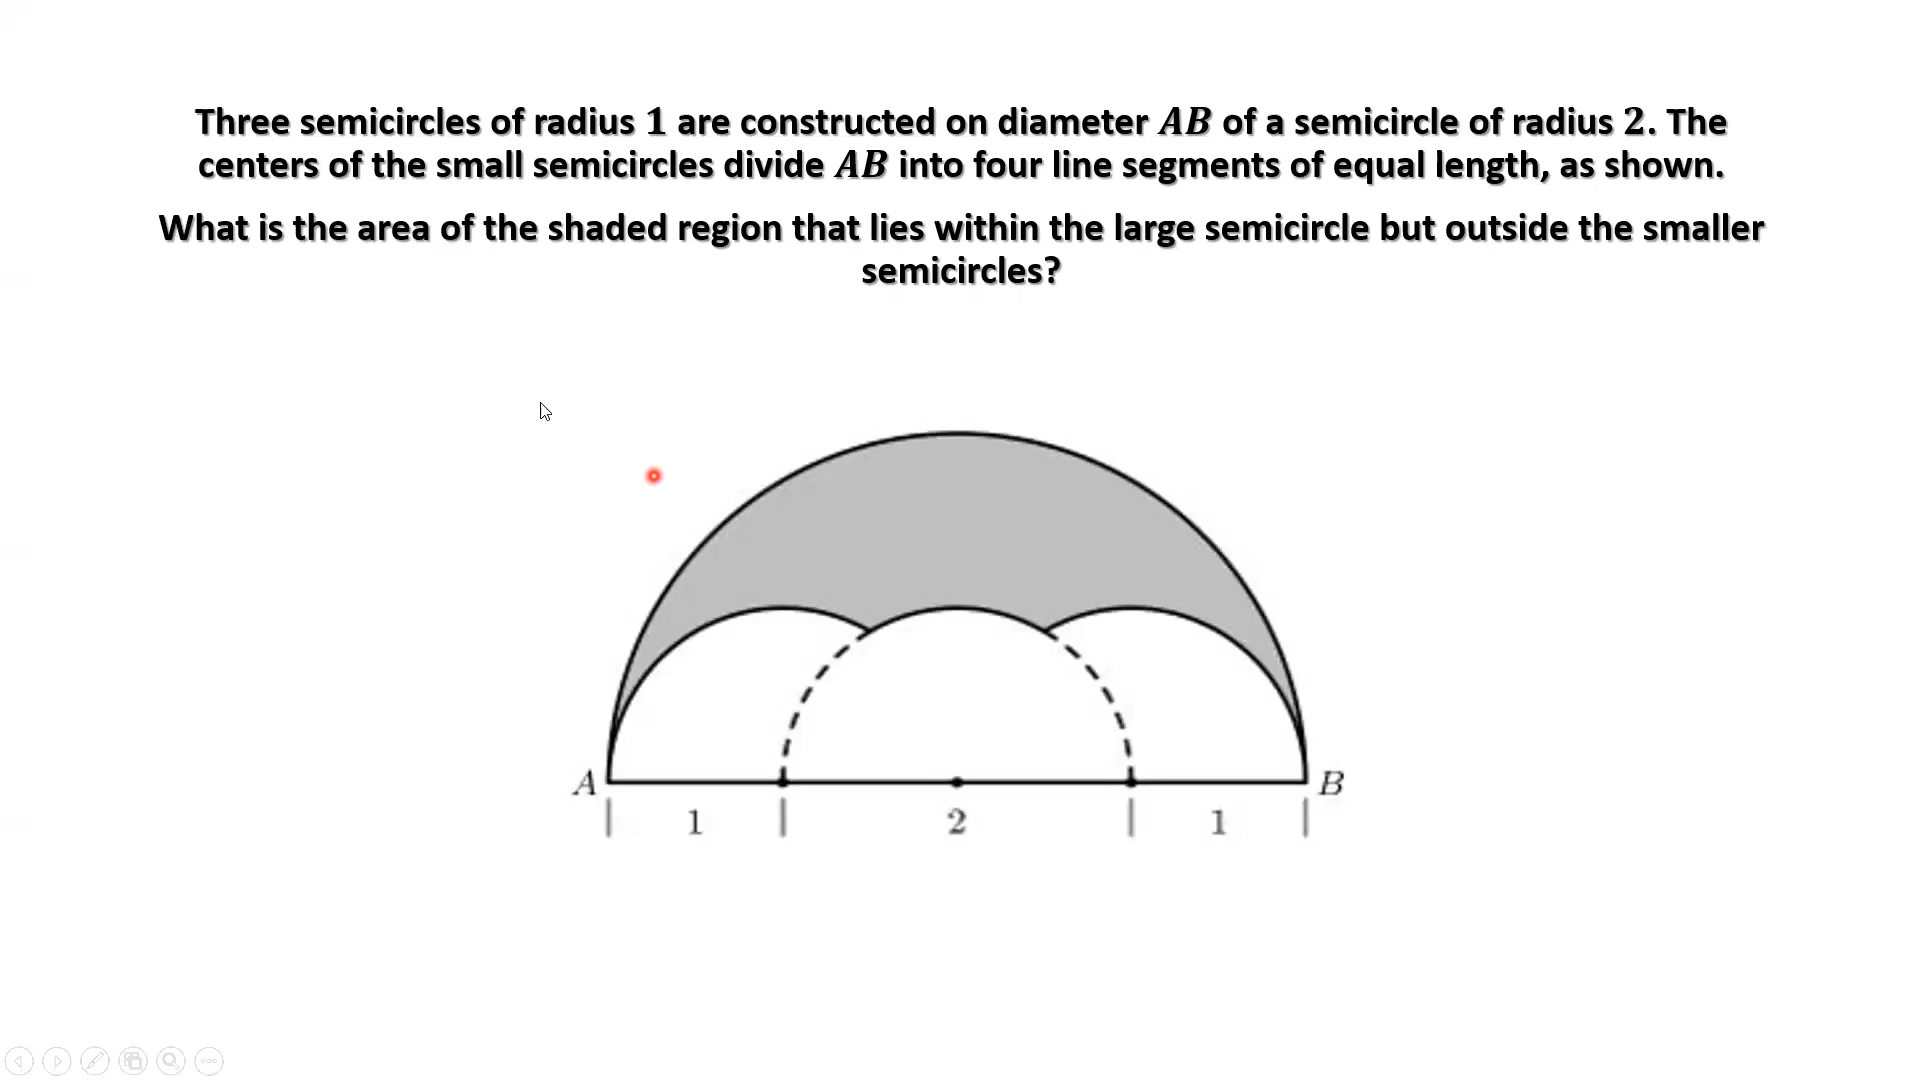 Three semicircles of radius 1 are constructed on diameter AB of a semicircle of radius 2. The
centers of the small semicircles divide AB into four line segments of equal length, as shown.
What is the area of the shaded region that lies within the large semicircle but outside the smaller
semicircles?
A B
1 2 1